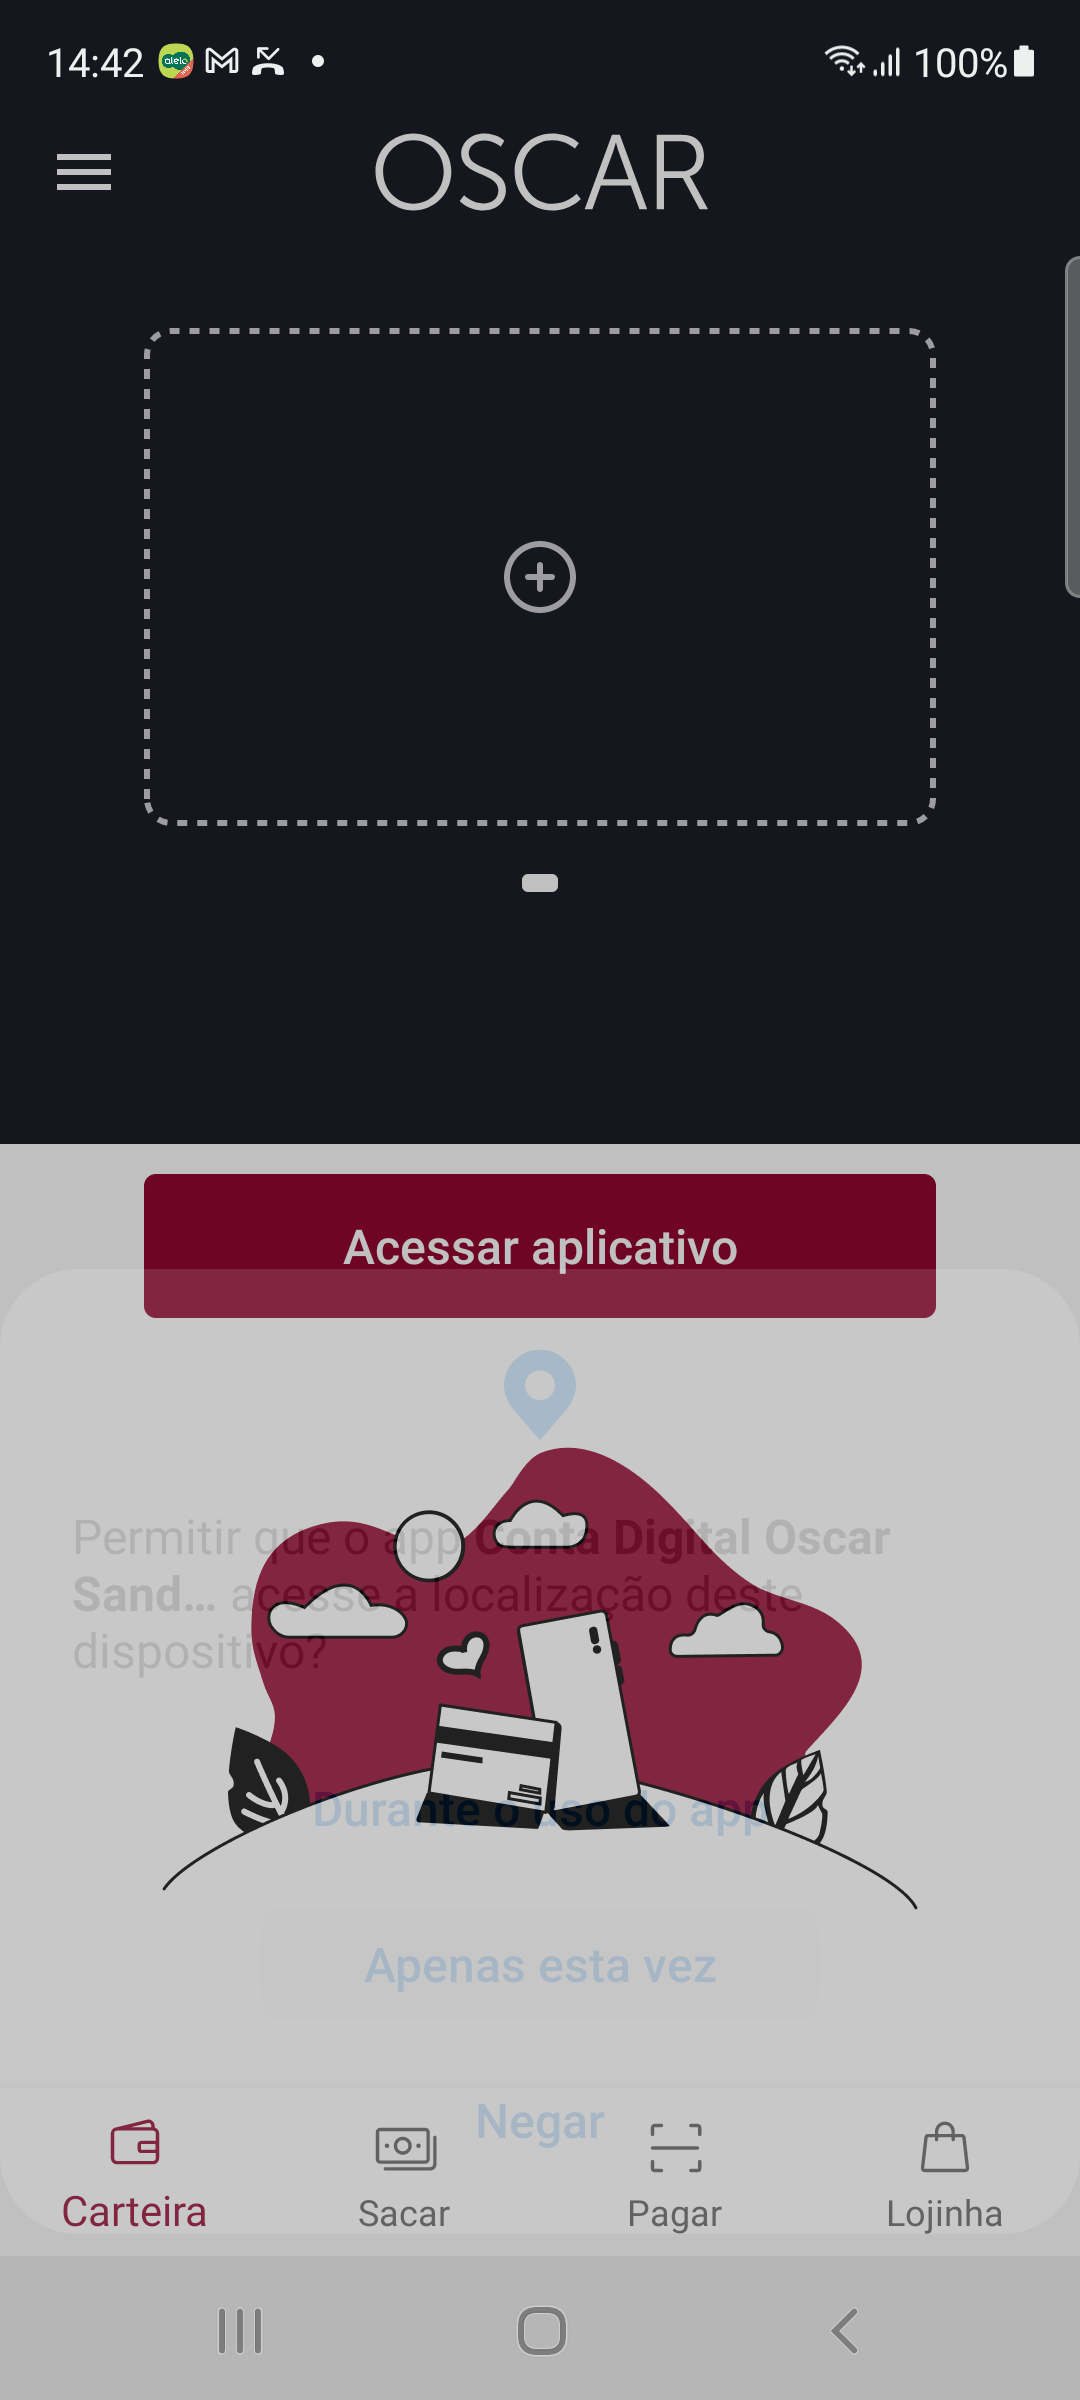 14:42
100%
OSCAR
Acessar aplicativo
Permitir que o app Conta Digital Oscar
Sand... acesse a localização deste
dispositivo?
Durante o uso do app
Apenas esta vez
Negar
Carteira
Sacar
Pagar
Lojinha